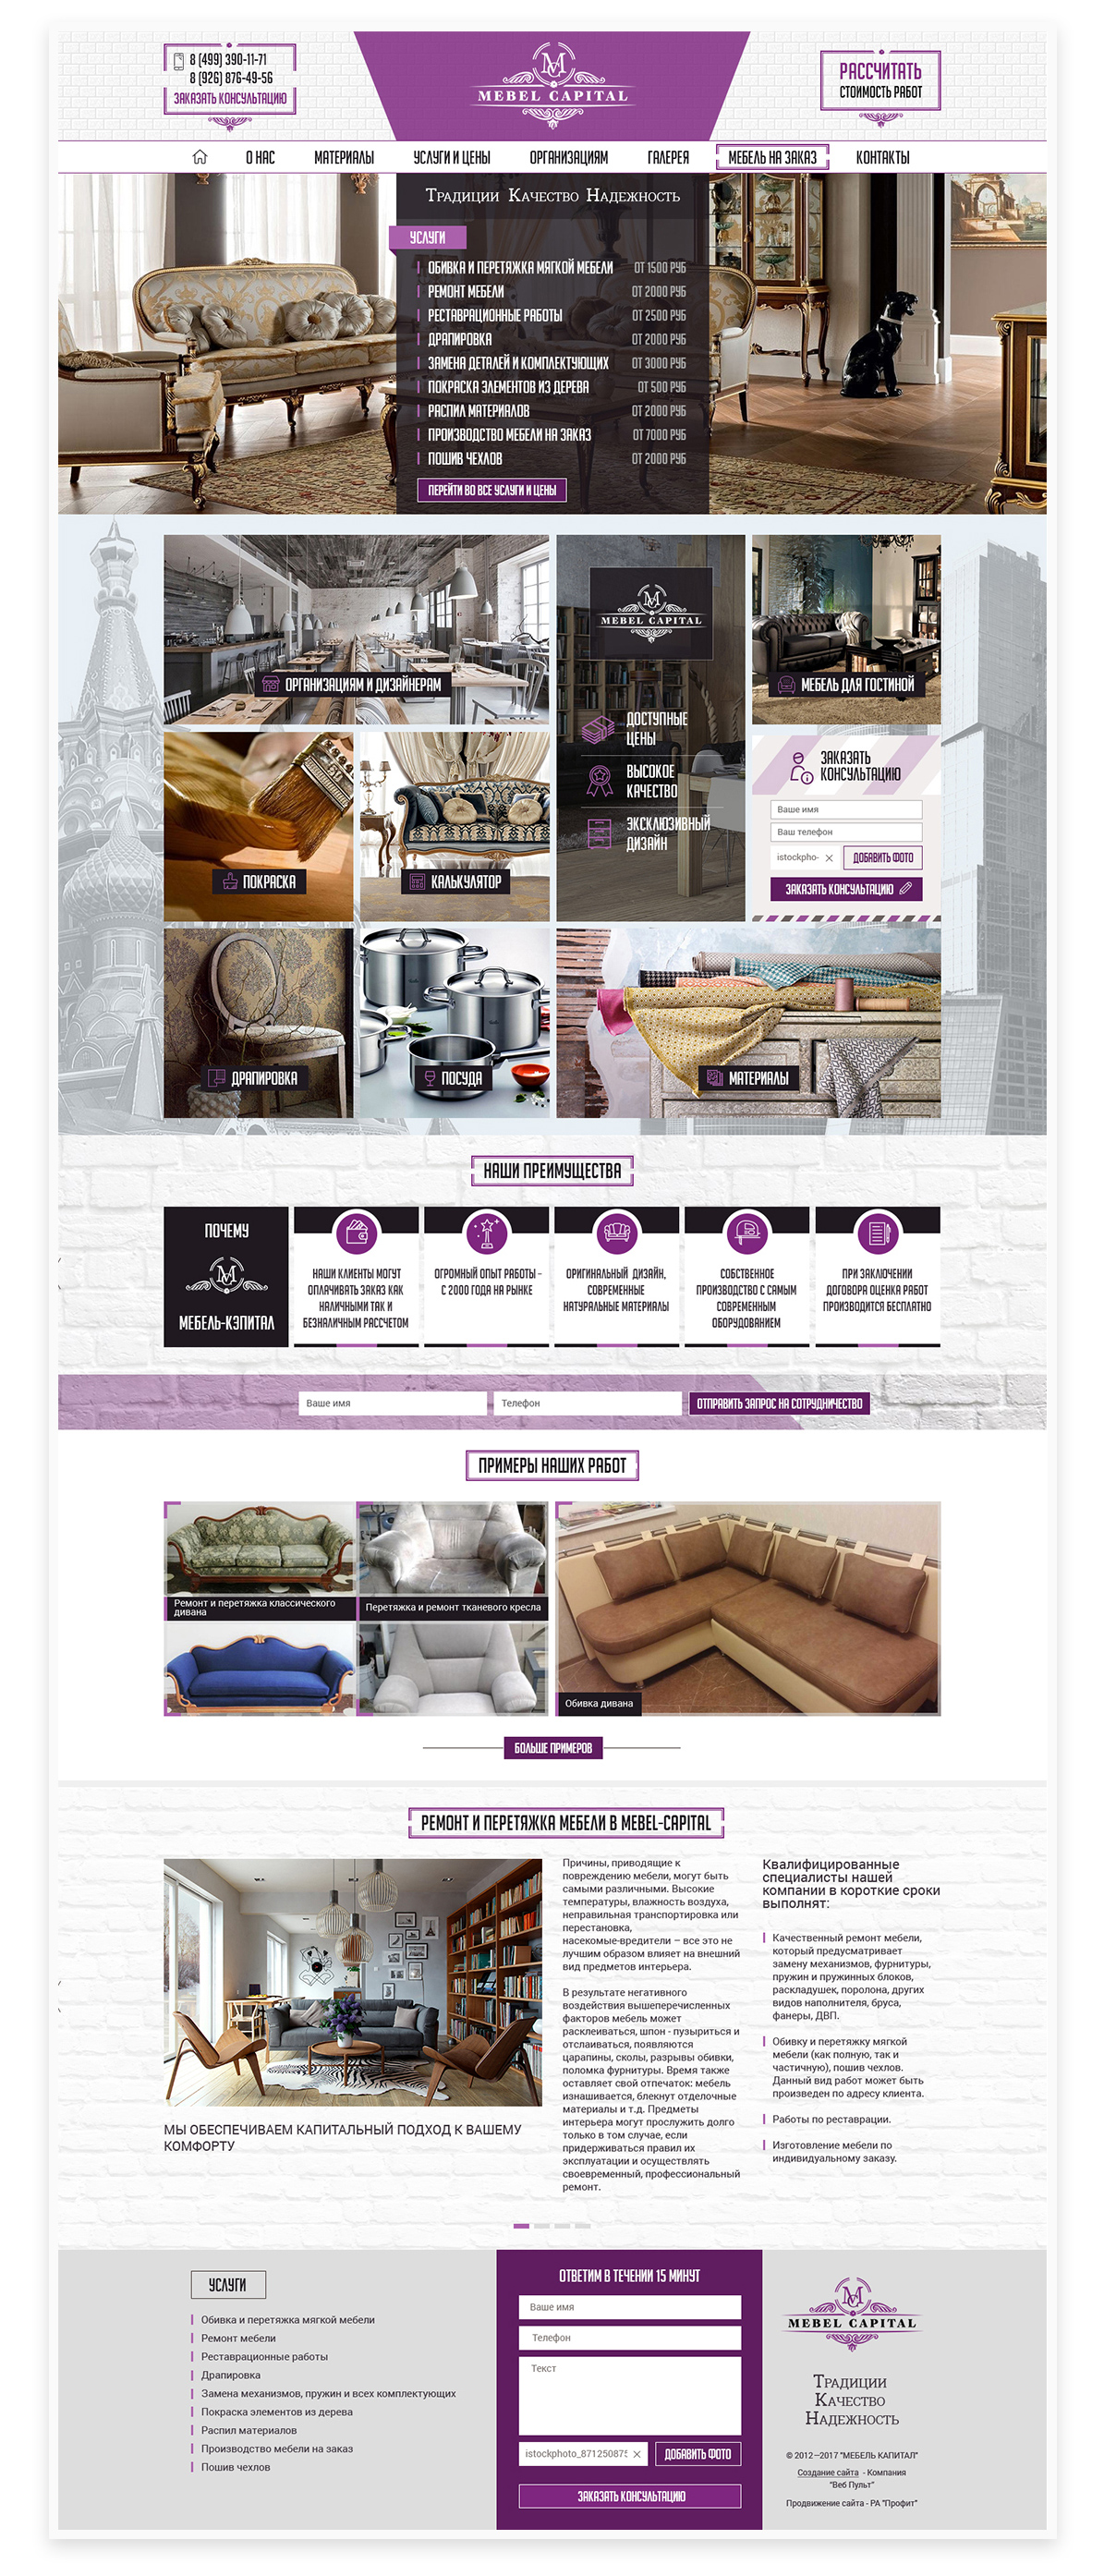 8 (499) 390-11-71
8 (926) 876-49-56
ЗАКАЗАТЬ КОНСУЛЬТАЦИЮ
MEBEL CAPITAL
РАССЧИТАТЬ
СТОИМОСТЬ РАБОТ
О НАС МАТЕРИАЛЫ УСЛУГИ И ЦЕНЫ ОРГАНИЗАЦИЯМ ГАЛЕРЕЯ МЕБЕЛЬ НА ЗАКАЗ КОНТАКТЫ
Традиции Качество Надежность
УСЛУГИ
ОБИВКА И ПЕРЕТЯЖКА МЯГКОЙ МЕБЕЛИ ОТ 1500 РУБ
РЕМОНТ МЕБЕЛИ ОТ 2000 РУБ
РЕСТАВРАЦИОННЫЕ РАБОТЫ ОТ 2500 РУБ
ДРАПИРОВКА ОТ 2000 РУБ
ЗАМЕНА ДЕТАЛЕЙ И КОМПЛЕКТУЮЩИХ ОТ 3000 РУБ
ПОКРАСКА ЭЛЕМЕНТОВ ИЗ ДЕРЕВА ОТ 500 РУБ
РАСПИЛ МАТЕРИАЛОВ ОТ 2000 РУБ
ПРОИЗВОДСТВО МЕБЕЛИ НА ЗАКАЗ ОТ 7000 РУБ
ПОШИВ ЧЕХЛОВ ОТ 2000 РУБ
ПЕРЕЙТИ ВО ВСЕ УСЛУГИ И ЦЕНЫ
ОРГАНИЗАЦИЯМ И ДИЗАЙНЕРАМ
MEBEL CAPITAL
ДОСТУПНЫЕ
ЦЕНЫ
ВЫСОКОЕ
КАЧЕСТВО
ЭКСКЛЮЗИВНЫЙ
ДИЗАЙН
МЕБЕЛЬ ДЛЯ ГОСТИНОЙ
ЗАКАЗАТЬ
КОНСУЛЬТАЦИЮ
Ваше имя
Ваш телефон
istockpho-
ДОБАВИТЬ ФОТО
ЗАКАЗАТЬ КОНСУЛЬТАЦИЮ
ПОКРАСКА
КАЛЬКУЛЯТОР
ДРАПИРОВКА
ПОСУДА
МАТЕРИАЛЫ
НАШИ ПРЕИМУЩЕСТВА
ПОЧЕМУ
МЕБЕЛЬ-КЭПИТАЛ
НАШИ КЛИЕНТЫ МОГУТ
ОПЛАЧИВАТЬ ЗАКАЗ КАК
НАЛИЧНЫМИ ТАК И
БЕЗНАЛИЧНЫМ РАССЧЕТОМ
ОГРОМНЫЙ ОПЫТ РАБОТЫ –
С 2000 ГОДА НА РЫНКЕ
ОРИГИНАЛЬНЫЙ ДИЗАЙН,
СОВРЕМЕННЫЕ
НАТУРАЛЬНЫЕ МАТЕРИАЛЫ
СОБСТВЕННОЕ
ПРОИЗВОДСТВО С САМЫМ
СОВРЕМЕННЫМ
ОБОРУДОВАНИЕМ
ПРИ ЗАКЛЮЧЕНИИ
ДОГОВОРА ОЦЕНКА РАБОТ
ПРОИЗВОДИТСЯ БЕСПЛАТНО
Ваше имя
Телефон
ОТПРАВИТЬ ЗАПРОС НА СОТРУДНИЧЕСТВО
ПРИМЕРЫ НАШИХ РАБОТ
Ремонт и перетяжка классического
дивана
Перетяжка и ремонт тканевого кресла
Обивка дивана
БОЛЬШЕ ПРИМЕРОВ
РЕМОНТ И ПЕРЕТЯЖКА МЕБЕЛИ В MEBEL-CAPITAL
МЫ ОБЕСПЕЧИВАЕМ КАПИТАЛЬНЫЙ ПОДХОД К ВАШЕМУ
КОМФОРТУ
Причины, приводящие к
повреждению мебели, могут быть
самыми различными. Высокие
температуры, влажность воздуха,
неправильная транспортировка или
перестановка,
насекомые-вредители – все это не
лучшим образом влияет на внешний
вид предметов интерьера.
В результате негативного
воздействия вышеперечисленных
факторов мебель может
расклеиваться, шпон - пузыриться и
отслаиваться, появляются
царапины, сколы, разрывы обивки,
поломка фурнитуры. Время также
оставляет свой отпечаток: мебель
изнашивается, блекнут отделочные
материалы и т.д. Предметы
интерьера могут прослужить долго
только в том случае, если
придерживаться правил их
эксплуатации и осуществлять
своевременный, профессиональный
ремонт.
Квалифицированные
специалисты нашей
компании в короткие сроки
выполнят:
Качественный ремонт мебели,
который предусматривает
замену механизмов, фурнитуры,
пружин и пружинных блоков,
раскладушек, поролона, других
видов наполнителя, бруса,
фанеры, ДВП.
Обивку и перетяжку мягкой
мебели (как полную, так и
частичную), пошив чехлов.
Данный вид работ может быть
произведен по адресу клиента.
Работы по реставрации.
Изготовление мебели по
индивидуальному заказу.
УСЛУГИ
Обивка и перетяжка мягкой мебели
Ремонт мебели
Реставрационные работы
Драпировка
Замена механизмов, пружин и всех комплектующих
Покраска элементов из дерева
Распил материалов
Производство мебели на заказ
Пошив чехлов
ОТВЕТИМ В ТЕЧЕНИИ 15 МИНУТ
Ваше имя
Телефон
Текст
istockphoto_87125087
ДОБАВИТЬ ФОТО
ЗАКАЗАТЬ КОНСУЛЬТАЦИЮ
MEBEL CAPITAL
Традиции
Качество
Надежность
© 2012—2017 "МЕБЕЛЬ КАПИТАЛ"
Создание сайта - Компания
"Веб Пульт"
Продвижение сайта - РА "Профит"